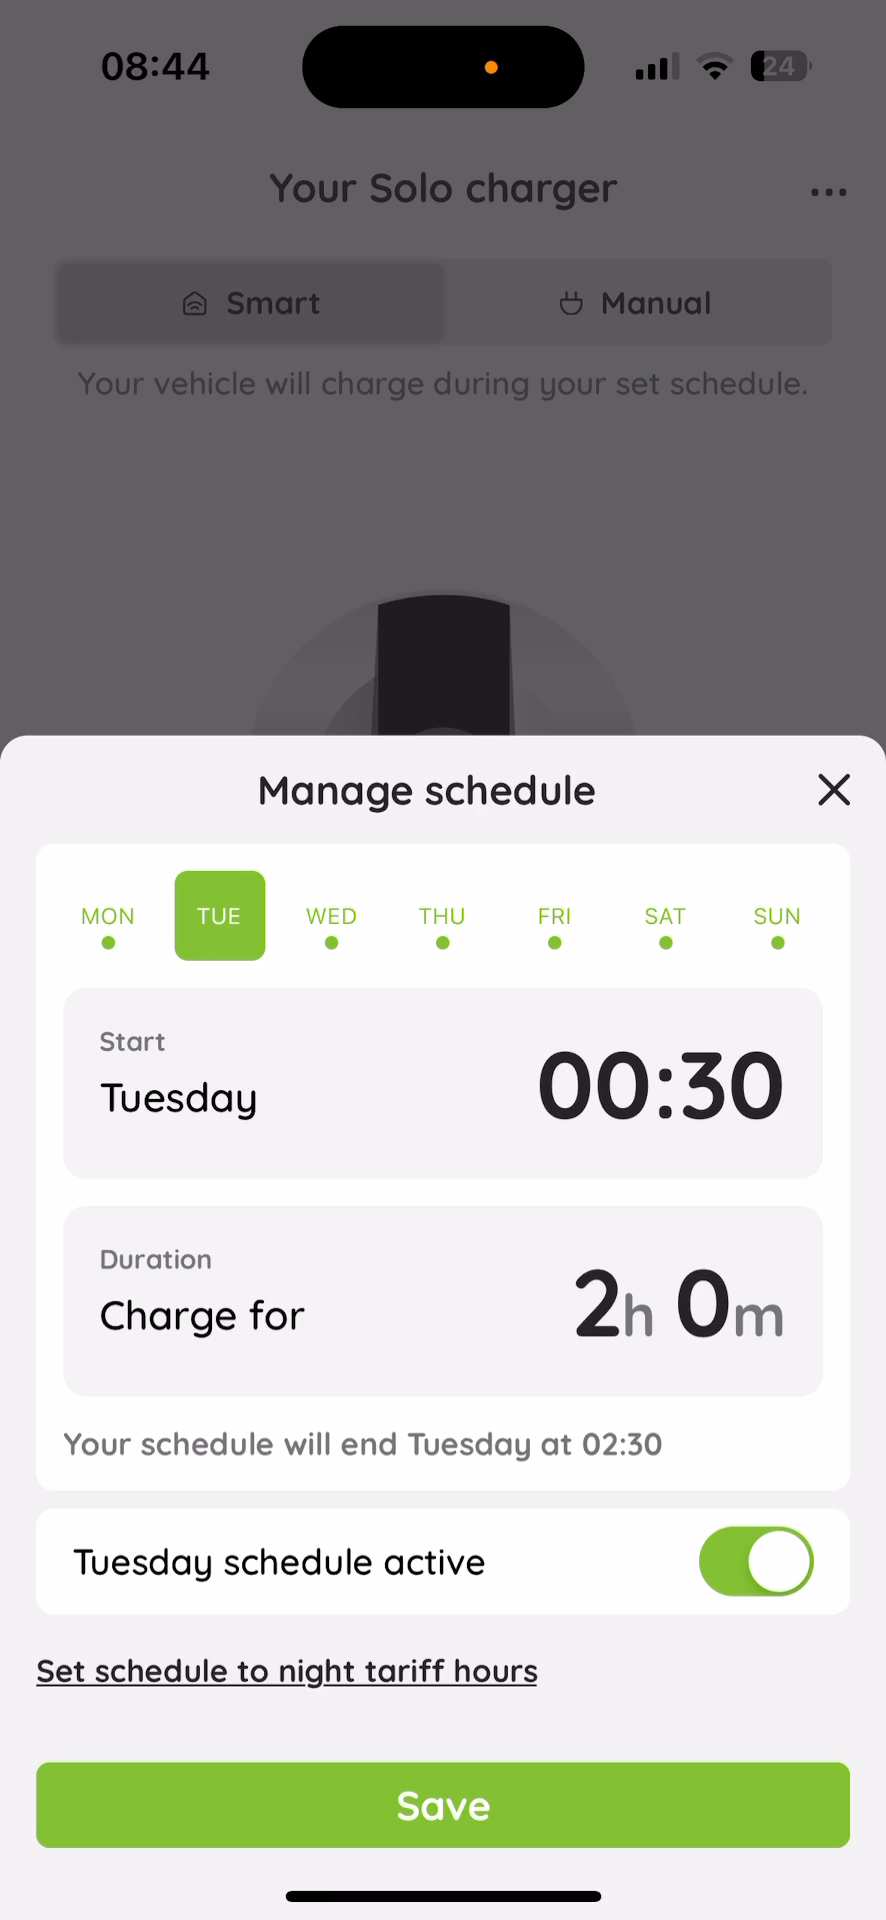 08:44
24
Your Solo charger
Smart Manual
Your vehicle will charge during your set schedule.
Manage schedule
MON TUE WED THU FRI SAT SUN
Start
Tuesday
00:30
Duration
Charge for
2h 0m
Your schedule will end Tuesday at 02:30
Tuesday schedule active
Set schedule to night tariff hours
Save